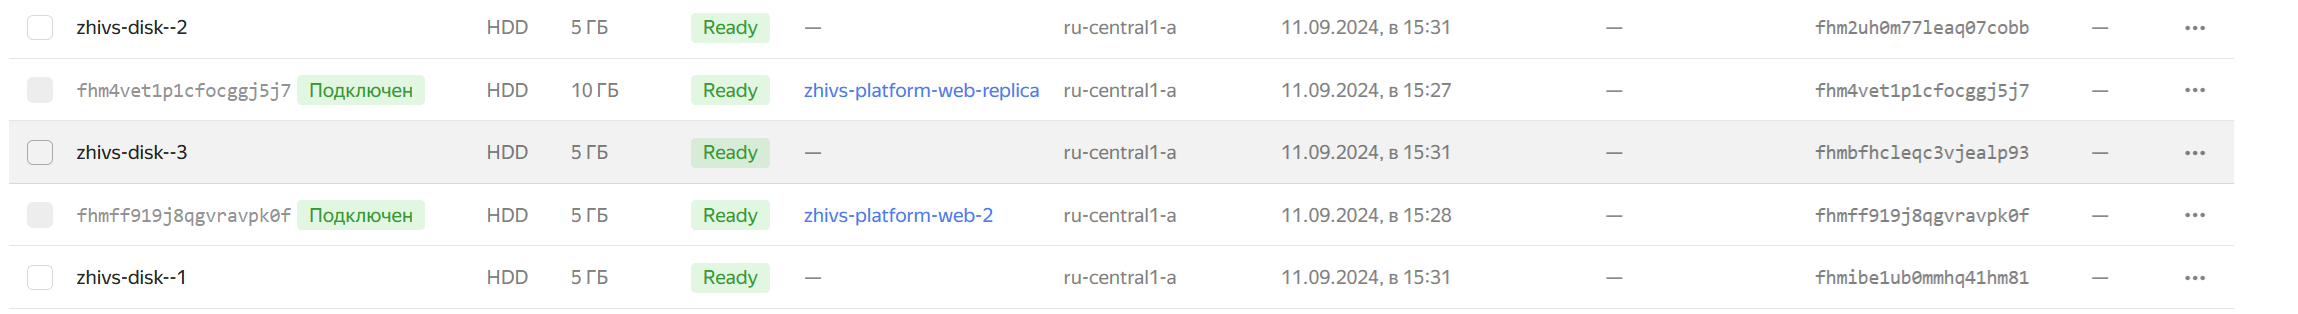 zhivs-disk--2 HDD 5 ГБ Ready — ru-central1-a 11.09.2024, в 15:31 — fhm2uh0m77leaq07cobb — •••
fhm4vet1p1cfocggj5j7 Подключен HDD 10 ГБ Ready zhivs-platform-web-replica ru-central1-a 11.09.2024, в 15:27 — fhm4vet1p1cfocggj5j7 — •••
zhivs-disk--3 HDD 5 ГБ Ready — ru-central1-a 11.09.2024, в 15:31 — fhmbfhcleqc3vjealp93 — •••
fhmff919j8qgvravpk0f Подключен HDD 5 ГБ Ready zhivs-platform-web-2 ru-central1-a 11.09.2024, в 15:28 — fhmff919j8qgvravpk0f — •••
zhivs-disk--1 HDD 5 ГБ Ready — ru-central1-a 11.09.2024, в 15:31 — fhmibe1ub0mmhq41hm81 — •••